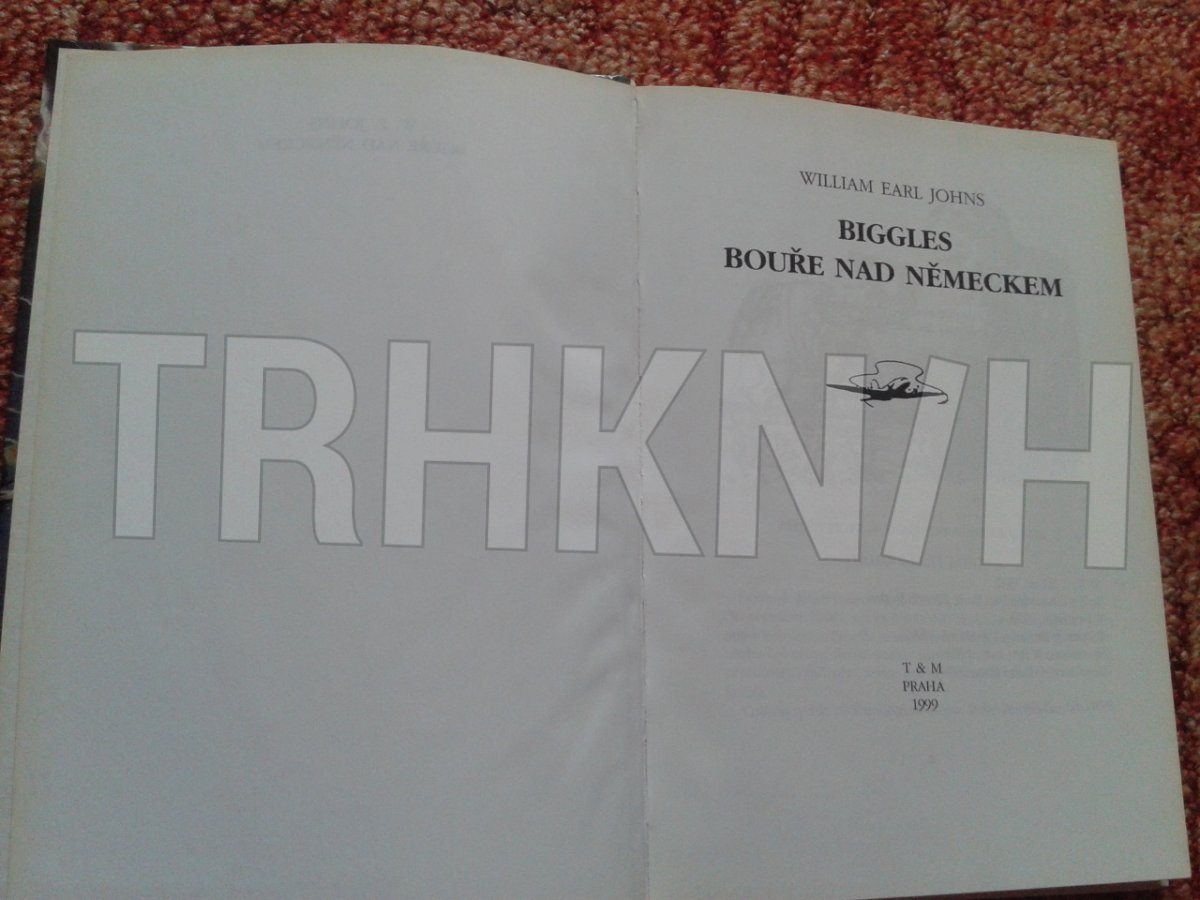 WILLIAM EARL JOHNS
BIGGLES
BOUŘE NAD NĚMECKEM
TRHKNIH
T & M
PRAHA
1999